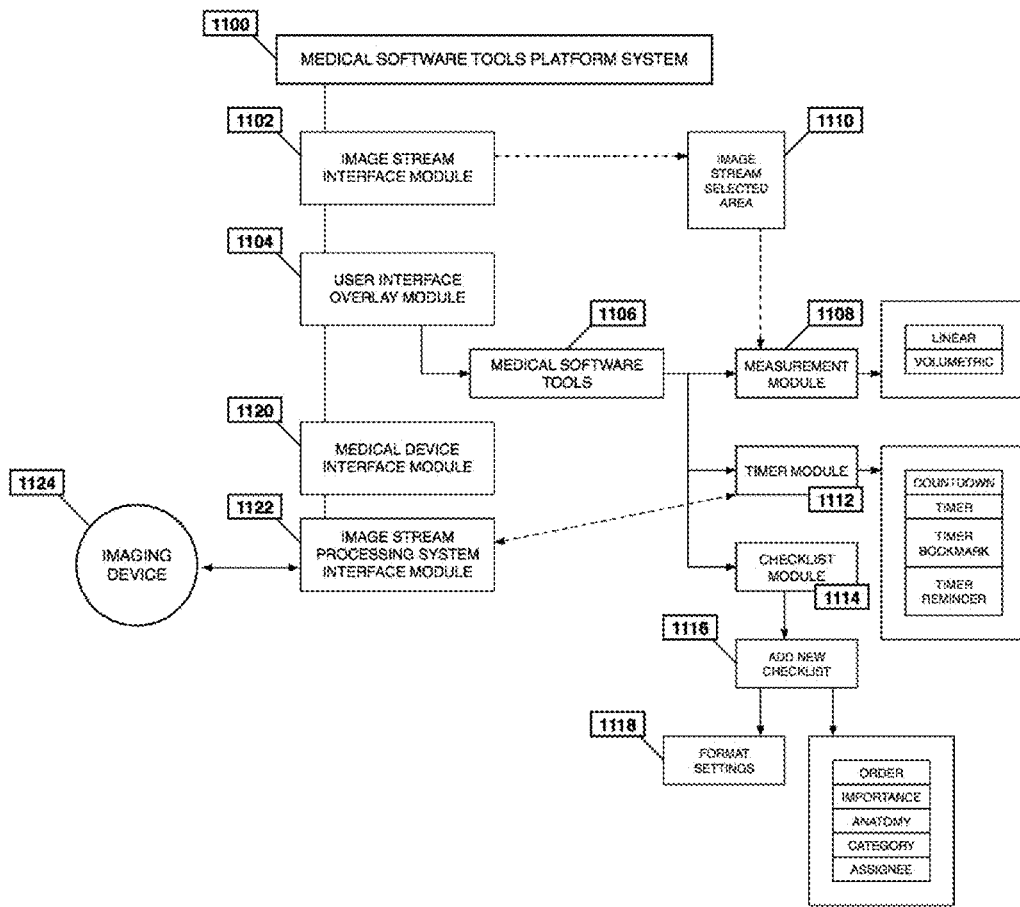 1100
MEDICAL SOFTWARE TOOLS PLATFORM SYSTEM
1102
IMAGE STREAM
INTERFACE MODULE
1110
IMAGE
STREAM
SELECTED
AREA
1104
USER INTERFACE
OVERLAY MODULE
1106
MEDICAL SOFTWARE
TOOLS
1108
MEASUREMENT
MODULE
LINEAR
VOLUMETRIC
1120
MEDICAL DEVICE
INTERFACE MODULE
TIMER MODULE
1112
COUNTDOWN
TIMER
TIMER
BOOKMARK
TIMER
REMINDER
1124
IMAGING
DEVICE
1122
IMAGE STREAM
PROCESSING SYSTEM
INTERFACE MODULE
CHECKLIST
MODULE
1114
1116
ADD NEW
CHECKLIST
1118
FORMAT
SETTINGS
ORDER
IMPORTANCE
ANATOMY
CATEGORY
ASSIGNEE